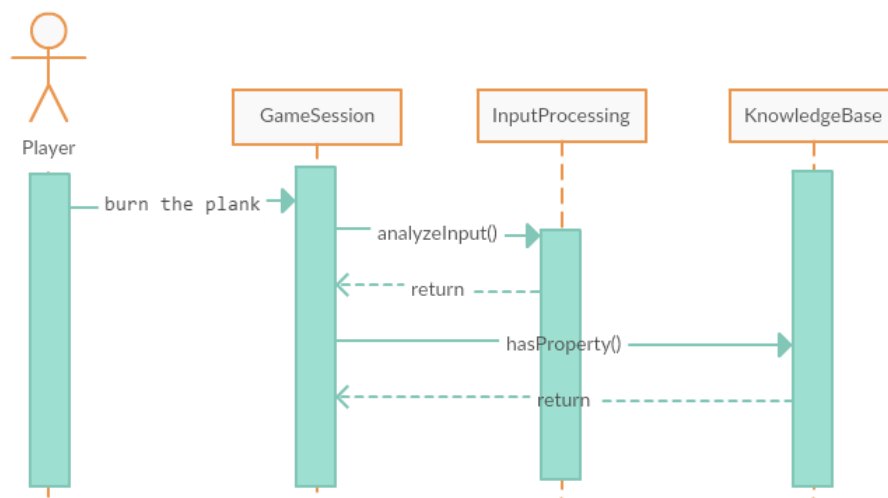 Player
GameSession
InputProcessing
KnowledgeBase
burn the plank
analyzeInput()
return
hasProperty()
return